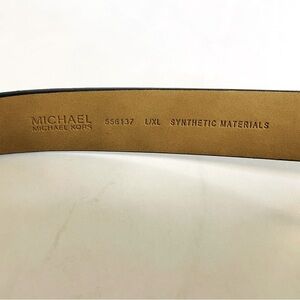 MICHAEL
MICHAEL KORS
556137 L/XL SYNTHETIC MATERIALS